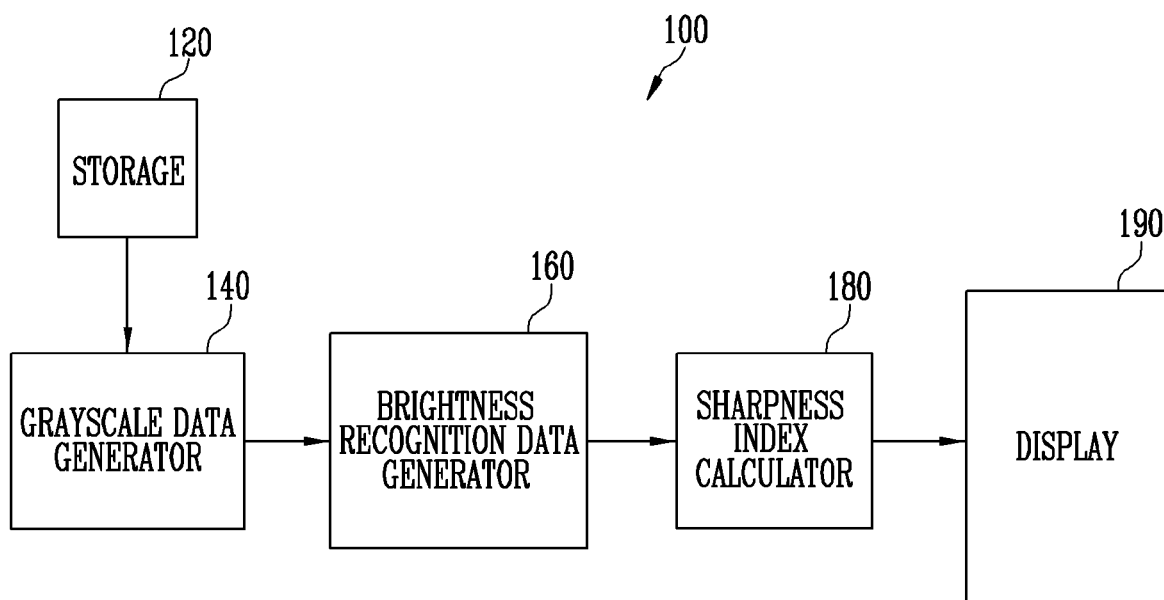 100
120
STORAGE
140
GRAYSCALE DATA
GENERATOR
160
BRIGHTNESS
RECOGNITION DATA
GENERATOR
180
SHARPNESS
INDEX
CALCULATOR
190
DISPLAY